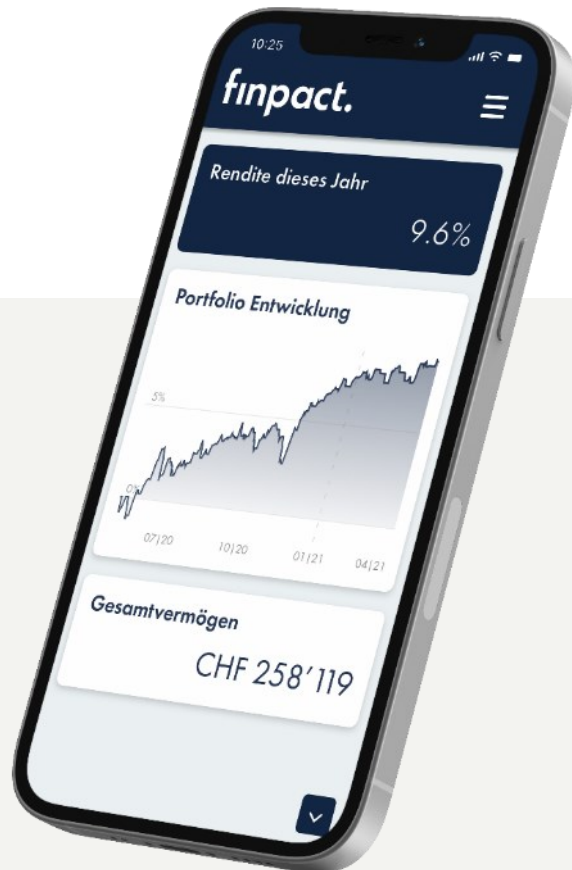 10:25
finpact.
Rendite dieses Jahr
9.6%
Portfolio Entwicklung
5%
0%
07|20 10|20 01|21 04|21
Gesamtvermögen
CHF 258'119